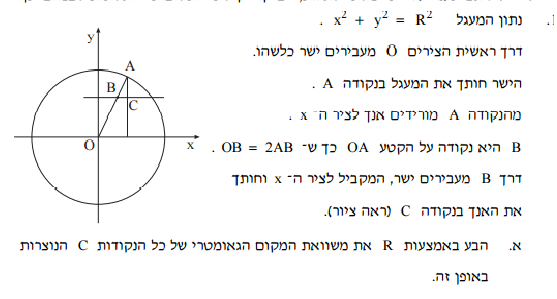 נתון המעגל x² + y² = R² .
דרך ראשית הצירים O מעבירים ישר כלשהו.
הישר חותך את המעגל בנקודה A .
מהנקודה A מורידים אנך לציר ה־ x .
B היא נקודה על הקטע OA כך ש־ OB = 2AB .
דרך B מעבירים ישר, המקביל לציר ה־ x וחותך
את האנך בנקודה C (ראה ציור).
א. הבע באמצעות R את משוואת המקום הגאומטרי של כל הנקודות C הנוצרות
באופן זה.
y
A
B
C
O
x